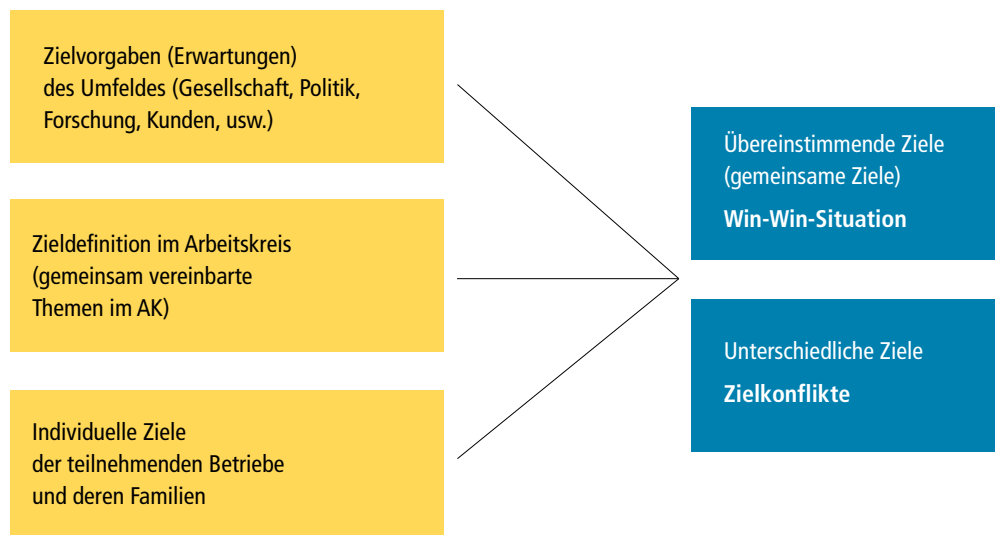 Zielvorgaben (Erwartungen)
des Umfeldes (Gesellschaft, Politik,
Forschung, Kunden, usw.)
Zieldefinition im Arbeitskreis
(gemeinsam vereinbarte
Themen im AK)
Individuelle Ziele
der teilnehmenden Betriebe
und deren Familien
Übereinstimmende Ziele
(gemeinsame Ziele)
Win-Win-Situation
Unterschiedliche Ziele
Zielkonflikte